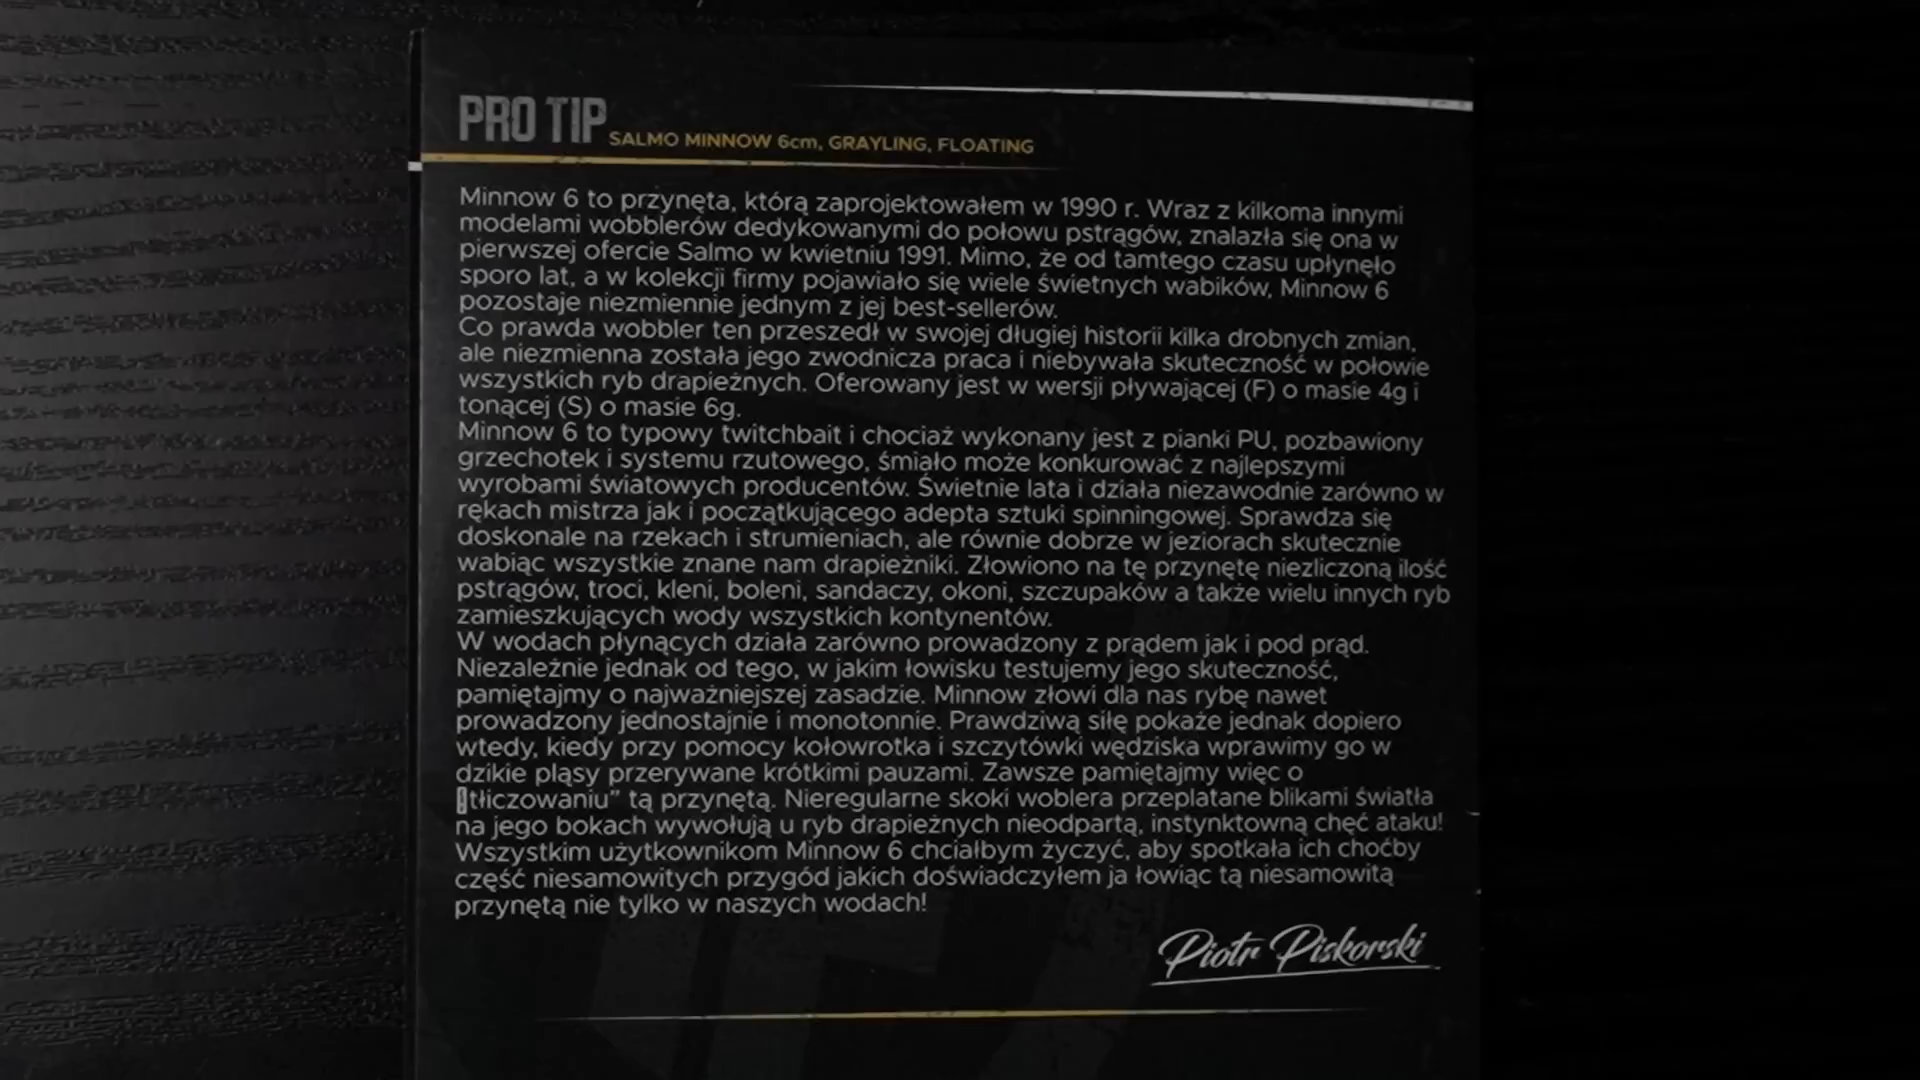 PRO TIP SALMO MINNOW 6cm, GRAYLING, FLOATING
Minnow 6 to przynęta, którą zaprojektowałem w 1990 r. Wraz z kilkoma innymi
modelami wobblerów dedykowanymi do połowu pstrągów, znalazła się ona w
pierwszej ofercie Salmo w kwietniu 1991. Mimo, że od tamtego czasu upłynęło
sporo lat, a w kolekcji firmy pojawiało się wiele świetnych wabików, Minnow 6
pozostaje niezmiennie jednym z jej best-sellerów.
Co prawda wobbler ten przeszedł w swojej długiej historii kilka drobnych zmian,
ale niezmienna została jego zwodnicza praca i niebywała skuteczność w połowie
wszystkich ryb drapieżnych. Oferowany jest w wersji pływającej (F) o masie 4g i
tonącej (S) o masie 6g.
Minnow 6 to typowy twitchbait i chociaż wykonany jest z pianki PU, pozbawiony
grzechotek i systemu rzutowego, śmiało może konkurować z najlepszymi
wyrobami światowych producentów. Świetnie lata i działa niezawodnie zarówno w
rękach mistrza jak i początkującego adepta sztuki spinningowej. Sprawdza się
doskonale na rzekach i strumieniach, ale równie dobrze w jeziorach skutecznie
wabiąc wszystkie znane nam drapieżniki. Złowiono na tę przynętę niezliczoną ilość
pstrągów, troci, kleni, boleni, sandaczy, okoni, szczupaków a także wielu innych ryb
zamieszkujących wody wszystkich kontynentów.
W wodach płynących działa zarówno prowadzony z prądem jak i pod prąd.
Niezależnie jednak od tego, w jakim łowisku testujemy jego skuteczność,
pamiętajmy o najważniejszej zasadzie. Minnow złowi dla nas rybę nawet
prowadzony jednostajnie i monotonnie. Prawdziwą siłę pokaże jednak dopiero
wtedy, kiedy przy pomocy kołowrotka i szczytówki wędziska wprawimy go w
dzikie pląsy przerywane krótkimi pauzami. Zawsze pamiętajmy więc o
tłiczowaniu” tą przynętą. Nieregularne skoki woblera przeplatane blikami światła
na jego bokach wywołują u ryb drapieżnych nieodpartą, instynktowną chęć ataku!
Wszystkim użytkownikom Minnow 6 chciałbym życzyć, aby spotkała ich choćby
część niesamowitych przygód jakich doświadczyłem ja łowiąc tą niesamowitą
przynętą nie tylko w naszych wodach!
Piotr Piskorski